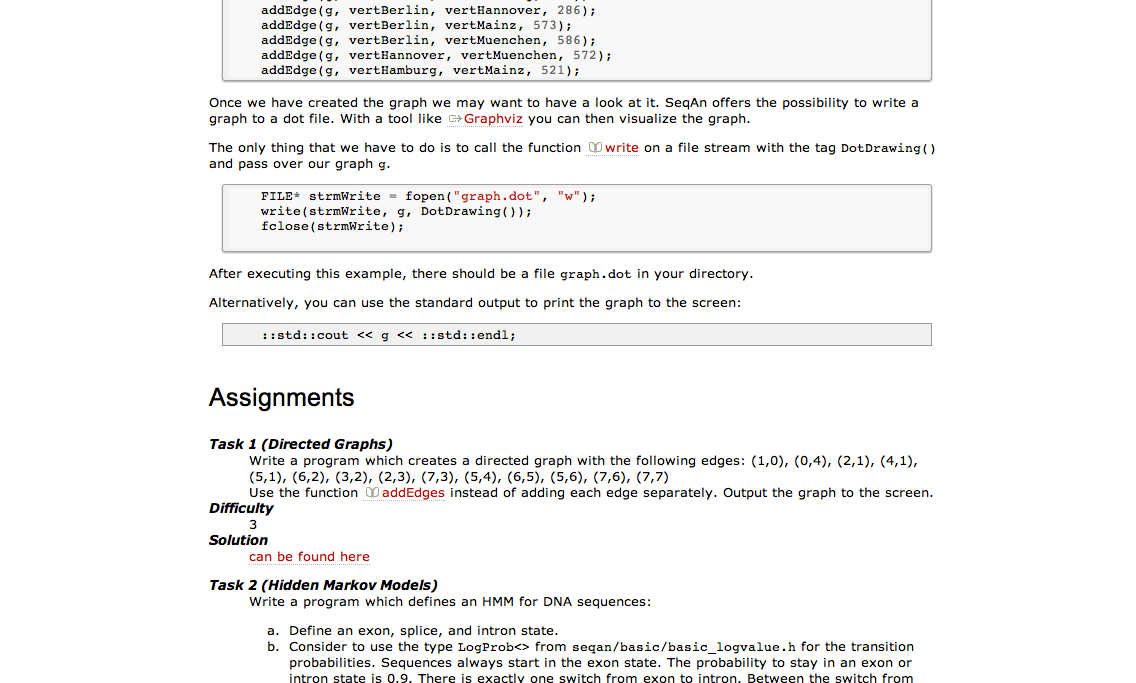 addEdge(g, vertBerlin, vertHannover, 286);
addEdge(g, vertBerlin, vertMainz, 573);
addEdge(g, vertBerlin, vertMuenchen, 586);
addEdge(g, vertHannover, vertMuenchen, 572);
addEdge(g, vertHamburg, vertMainz, 521);
Once we have created the graph we may want to have a look at it. SeqAn offers the possibility to write a
graph to a dot file. With a tool like Graphviz you can then visualize the graph.
The only thing that we have to do is to call the function write on a file stream with the tag DotDrawing()
and pass over our graph g.
FILE* strmWrite = fopen("graph.dot", "w");
write(strmWrite, g, DotDrawing());
fclose(strmWrite);
After executing this example, there should be a file graph.dot in your directory.
Alternatively, you can use the standard output to print the graph to the screen:
::std::cout << g << ::std::endl;
Assignments
Task 1 (Directed Graphs)
Write a program which creates a directed graph with the following edges: (1,0), (0,4), (2,1), (4,1),
(5,1), (6,2), (3,2), (2,3), (7,3), (5,4), (6,5), (5,6), (7,6), (7,7)
Use the function addEdges instead of adding each edge separately. Output the graph to the screen.
Difficulty
3
Solution
can be found here
Task 2 (Hidden Markov Models)
Write a program which defines an HMM for DNA sequences:
a. Define an exon, splice, and intron state.
b. Consider to use the type LogProb<> from seqan/basic/basic_logvalue.h for the transition
probabilities. Sequences always start in the exon state. The probability to stay in an exon or
intron state is 0.9. There is exactly one switch from exon to intron. Between the switch from